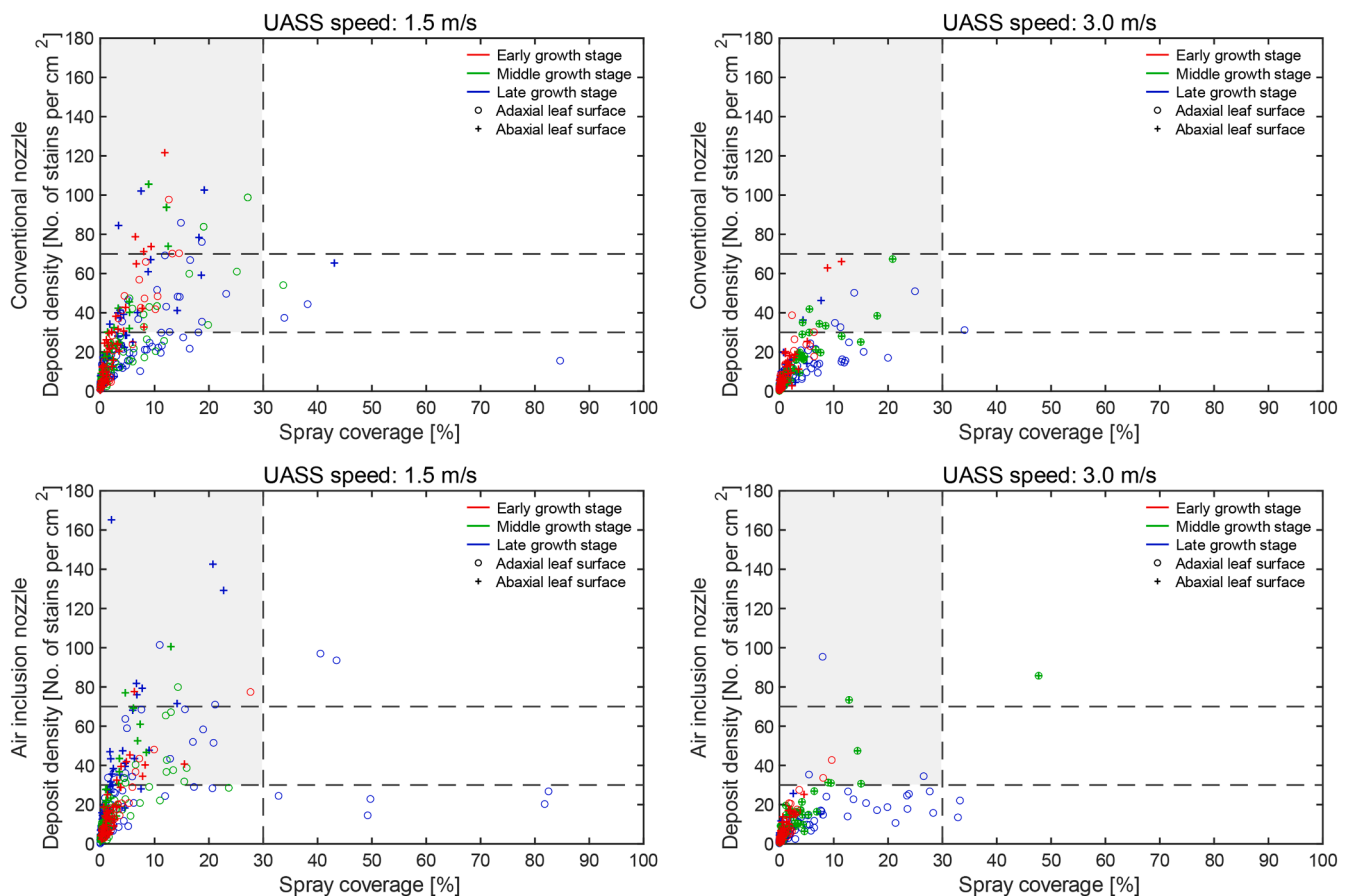 UASS speed: 1.5 m/s
Conventional nozzle
Deposit density [No. of stains per cm 2]
180
160
140
120
100
80
60
40
20
0
Early growth stage
Middle growth stage
Late growth stage
Adaxial leaf surface
Abaxial leaf surface
0 10 20 30 40 50 60 70 80 90 100
Spray coverage [%]
UASS speed: 3.0 m/s
Conventional nozzle
Deposit density [No. of stains per cm 2]
180
160
140
120
100
80
60
40
20
0
Early growth stage
Middle growth stage
Late growth stage
Adaxial leaf surface
Abaxial leaf surface
0 10 20 30 40 50 60 70 80 90 100
Spray coverage [%]
UASS speed: 1.5 m/s
Air inclusion nozzle
Deposit density [No. of stains per cm 2]
180
160
140
120
100
80
60
40
20
0
Early growth stage
Middle growth stage
Late growth stage
Adaxial leaf surface
Abaxial leaf surface
0 10 20 30 40 50 60 70 80 90 100
Spray coverage [%]
UASS speed: 3.0 m/s
Air inclusion nozzle
Deposit density [No. of stains per cm 2]
180
160
140
120
100
80
60
40
20
0
Early growth stage
Middle growth stage
Late growth stage
Adaxial leaf surface
Abaxial leaf surface
0 10 20 30 40 50 60 70 80 90 100
Spray coverage [%]